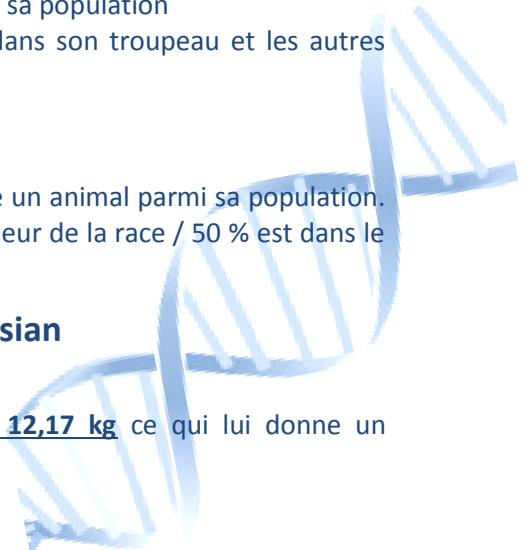 sa population
dans son troupeau et les autres
un animal parmi sa population.
eur de la race / 50 % est dans le
sian
12,17 kg ce qui lui donne un